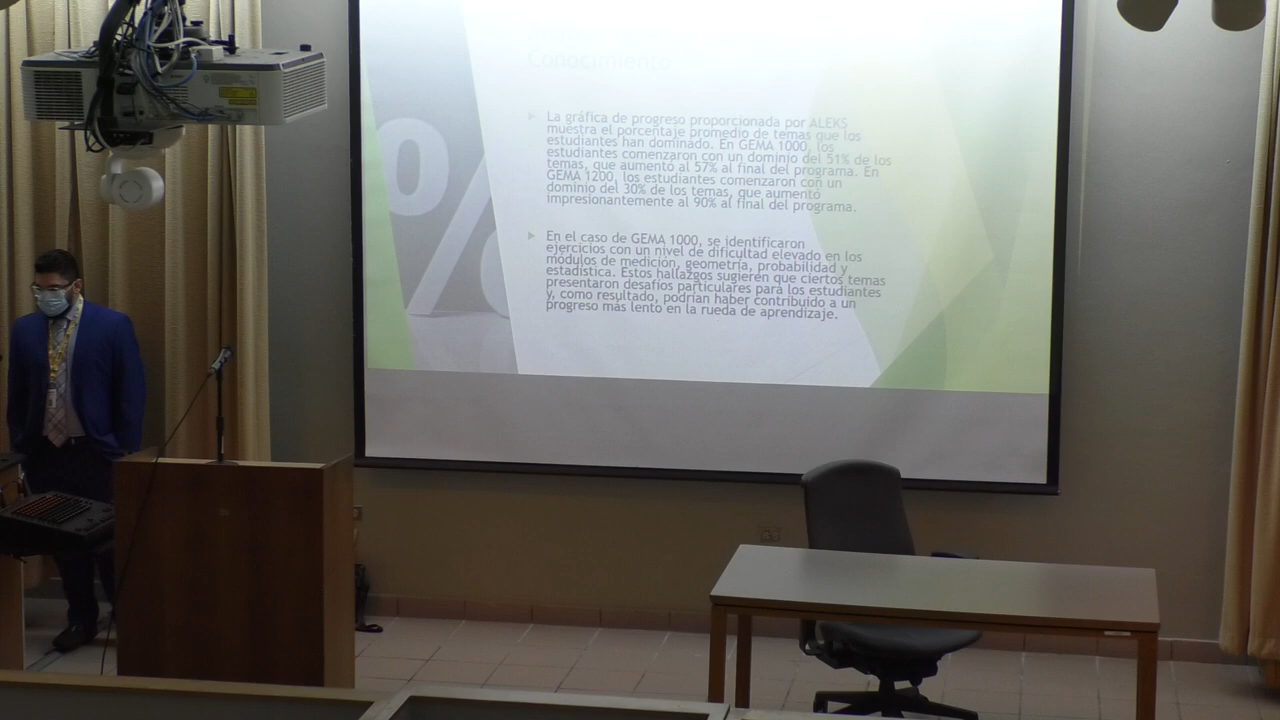 Conocimiento
La gráfica de progreso proporcionada por ALEKS
muestra el porcentaje promedio de temas que los
estudiantes han dominado. En GEMA 1000, los
estudiantes comenzaron con un dominio del 51% de los
temas, que aumentó al 57% al final del programa. En
GEMA 1200, los estudiantes comenzaron con un
dominio del 30% de los temas, que aumentó
impresionantemente al 90% al final del programa.
En el caso de GEMA 1000, se identificaron
ejercicios con un nivel de dificultad elevado en los
módulos de medición, geometría, probabilidad y
estadística. Estos hallazgos sugieren que ciertos temas
presentaron desafíos particulares para los estudiantes
y, como resultado, podrían haber contribuido a un
progreso más lento en la rueda de aprendizaje.
%